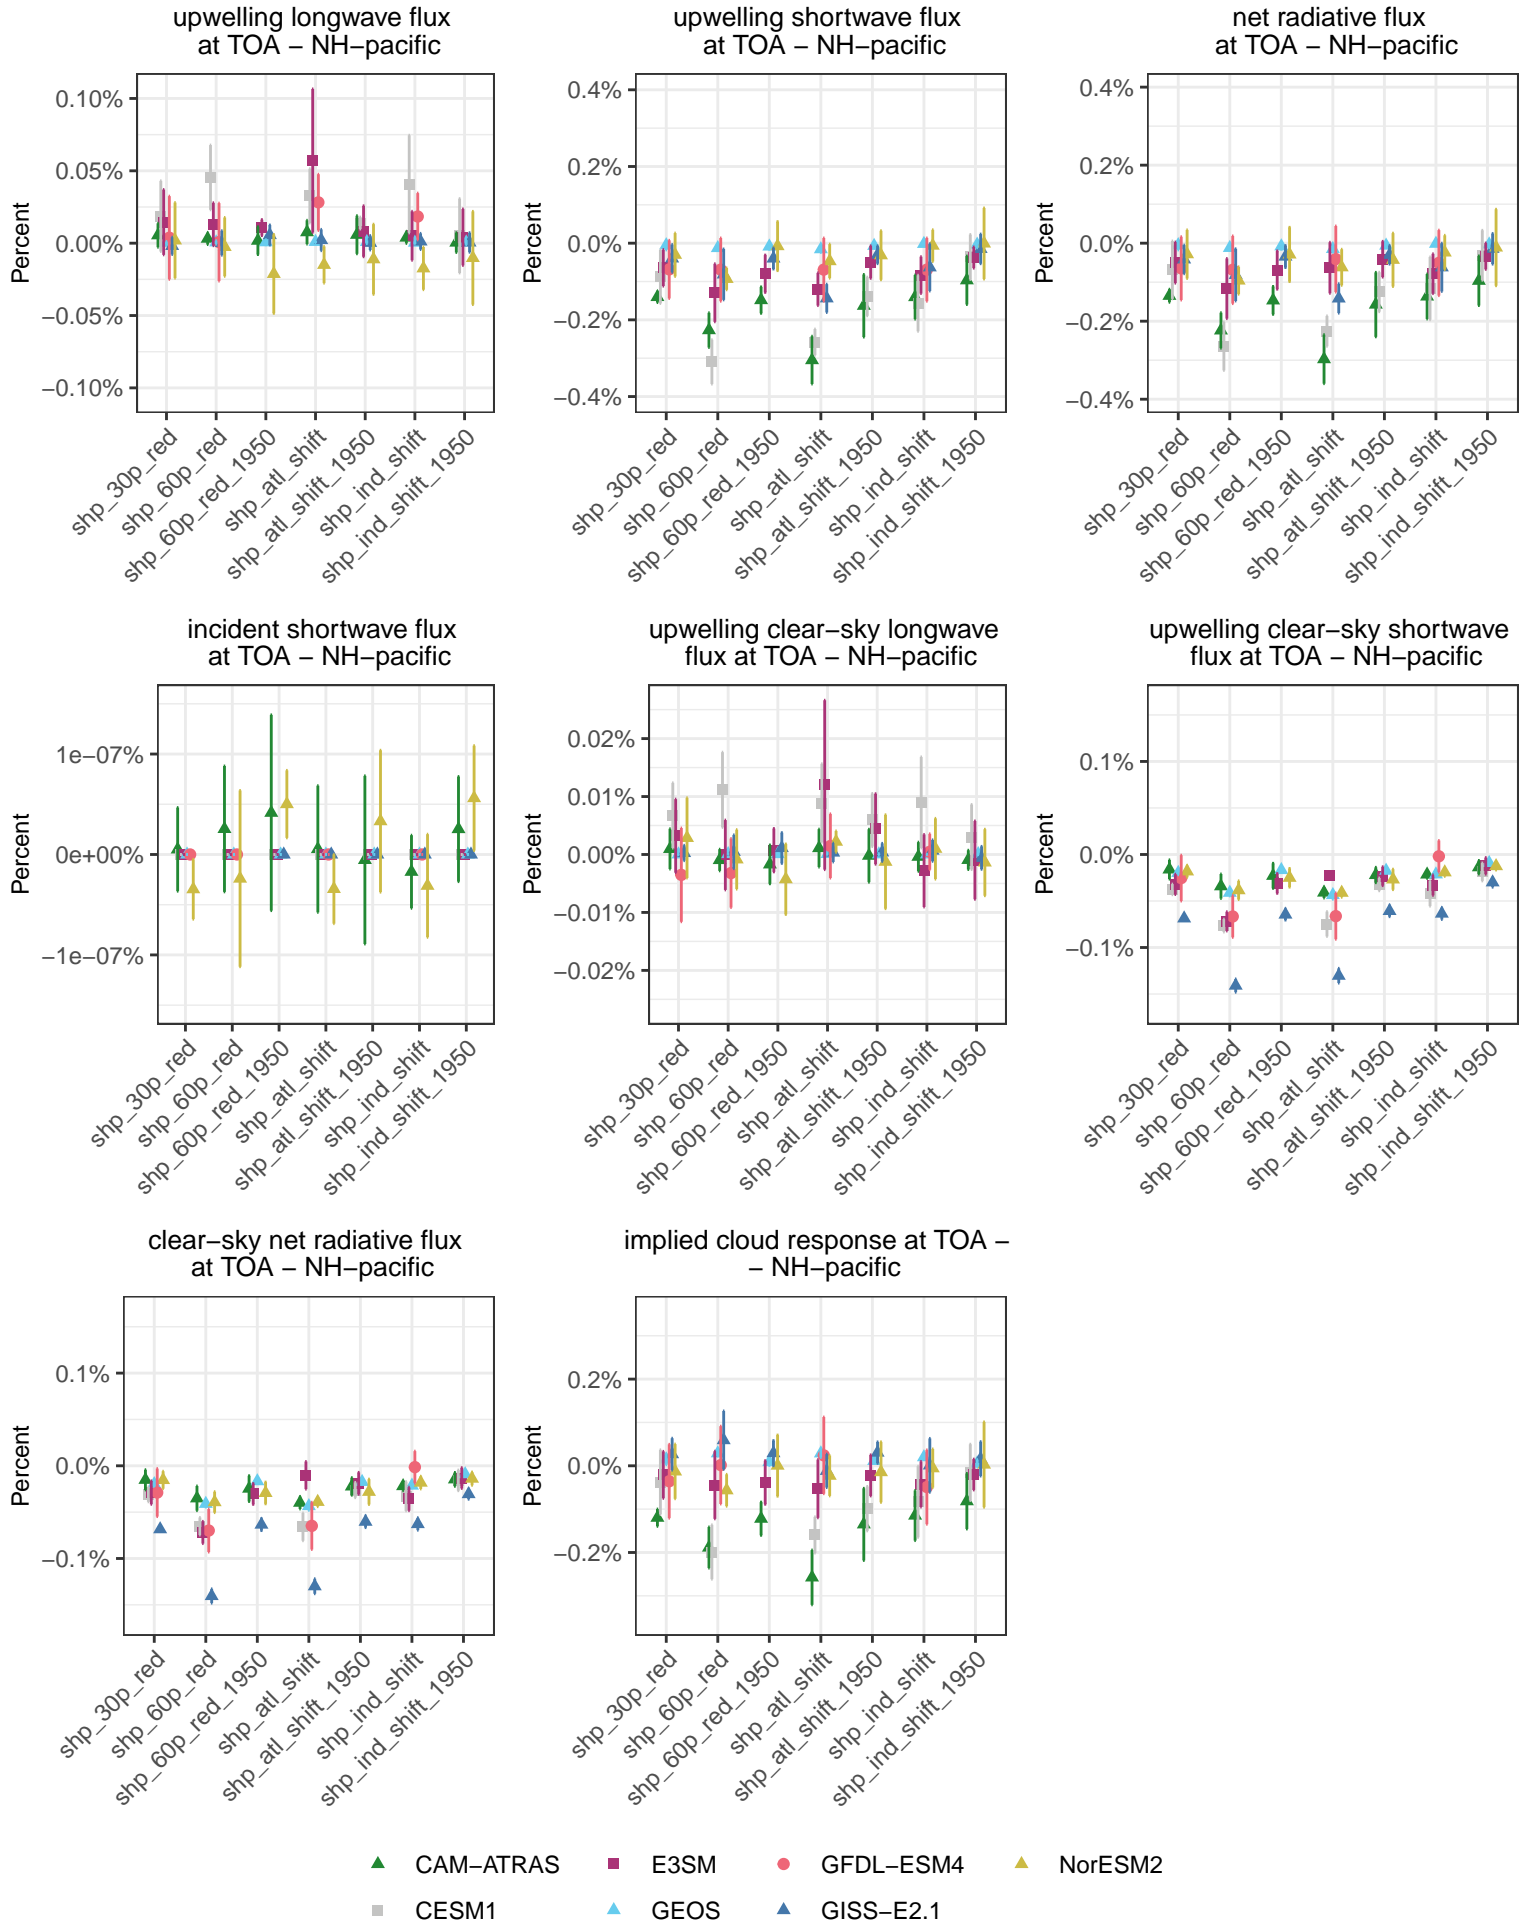 upwelling longwave flux
at TOA − NH−pacific
upwelling shortwave flux
at TOA − NH−pacific
net radiative flux
at TOA − NH−pacific
Percent
0.10%
0.05%
0.00%
−0.05%
−0.10%
shp_30p_red
shp_60p_red
shp_60p_red_1950
shp_atl_shift
shp_atl_shift_1950
shp_ind_shift
shp_ind_shift_1950
Percent
0.4%
0.2%
0.0%
−0.2%
−0.4%
shp_30p_red
shp_60p_red
shp_60p_red_1950
shp_atl_shift
shp_atl_shift_1950
shp_ind_shift
shp_ind_shift_1950
Percent
0.4%
0.2%
0.0%
−0.2%
−0.4%
shp_30p_red
shp_60p_red
shp_60p_red_1950
shp_atl_shift
shp_atl_shift_1950
shp_ind_shift
shp_ind_shift_1950
incident shortwave flux
at TOA − NH−pacific
upwelling clear−sky longwave
flux at TOA − NH−pacific
upwelling clear−sky shortwave
flux at TOA − NH−pacific
Percent
1e−07%
0e+00%
−1e−07%
shp_30p_red
shp_60p_red
shp_60p_red_1950
shp_atl_shift
shp_atl_shift_1950
shp_ind_shift
shp_ind_shift_1950
Percent
0.02%
0.01%
0.00%
−0.01%
−0.02%
shp_30p_red
shp_60p_red
shp_60p_red_1950
shp_atl_shift
shp_atl_shift_1950
shp_ind_shift
shp_ind_shift_1950
Percent
0.1%
0.0%
−0.1%
shp_30p_red
shp_60p_red
shp_60p_red_1950
shp_atl_shift
shp_atl_shift_1950
shp_ind_shift
shp_ind_shift_1950
clear−sky net radiative flux
at TOA − NH−pacific
implied cloud response at TOA −
− NH−pacific
Percent
0.1%
0.0%
−0.1%
shp_30p_red
shp_60p_red
shp_60p_red_1950
shp_atl_shift
shp_atl_shift_1950
shp_ind_shift
shp_ind_shift_1950
Percent
0.2%
0.0%
−0.2%
shp_30p_red
shp_60p_red
shp_60p_red_1950
shp_atl_shift
shp_atl_shift_1950
shp_ind_shift
shp_ind_shift_1950
CAM−ATRAS
E3SM
GFDL−ESM4
NorESM2
CESM1
GEOS
GISS−E2.1